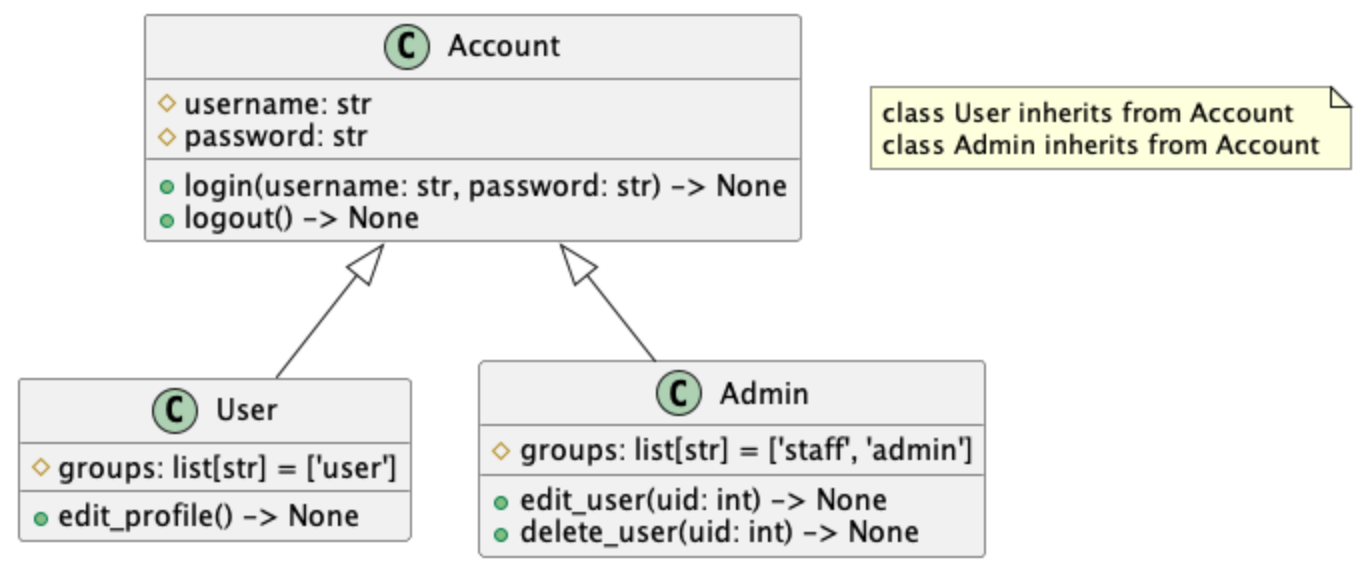 C Account
username: str
password: str
login(username: str, password: str) -> None
logout() -> None
class User inherits from Account
class Admin inherits from Account
C User
groups: list[str] = ['user']
edit_profile() -> None
C Admin
groups: list[str] = ['staff', 'admin']
edit_user(uid: int) -> None
delete_user(uid: int) -> None